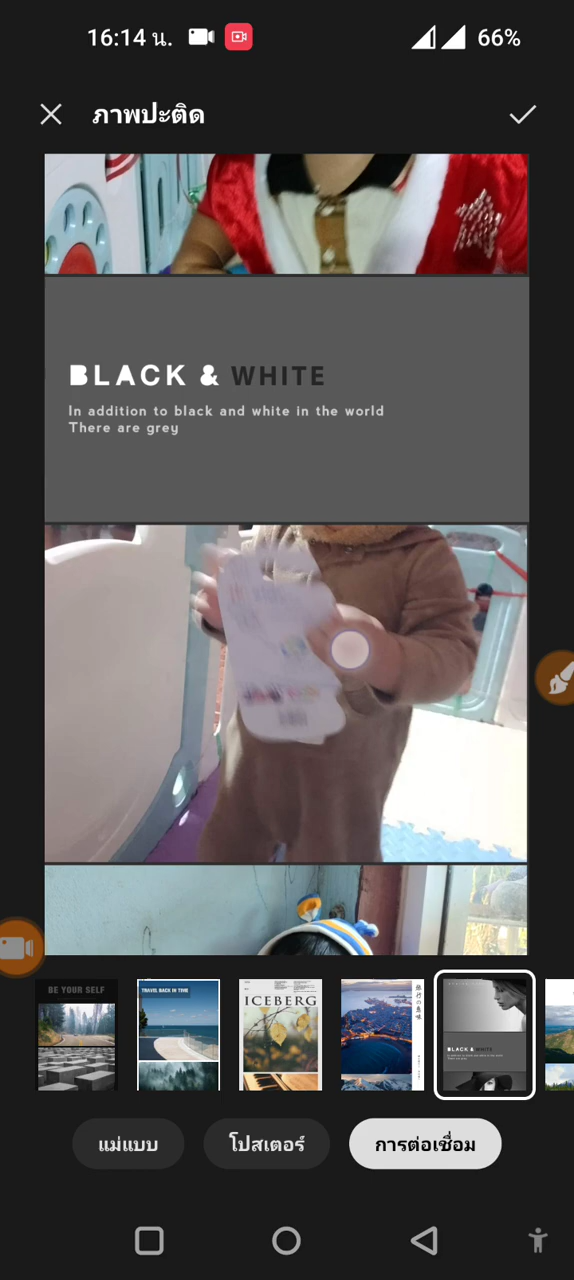 16:14 น.
66%
ภาพปะติด
BLACK & WHITE
In addition to black and white in the world
There are grey
BE YOUR SELF
TRAVEL BACK IN TIME
ICEBERG
BLACK & WHITE
แม่แบบ
โปสเตอร์
การต่อเชื่อม